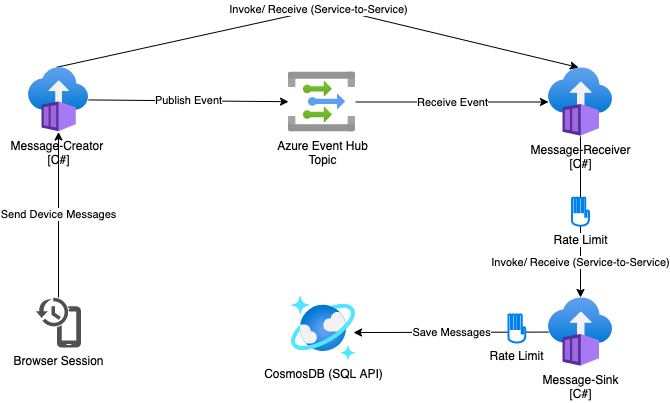 Invoke/ Receive (Service-to-Service)
Publish Event
Receive Event
Message-Creator
[C#]
Azure Event Hub
Topic
Message-Receiver
[C#]
Send Device Messages
Rate Limit
Invoke/ Receive (Service-to-Service)
Save Messages
Browser Session
CosmosDB (SQL API)
Rate Limit
Message-Sink
[C#]